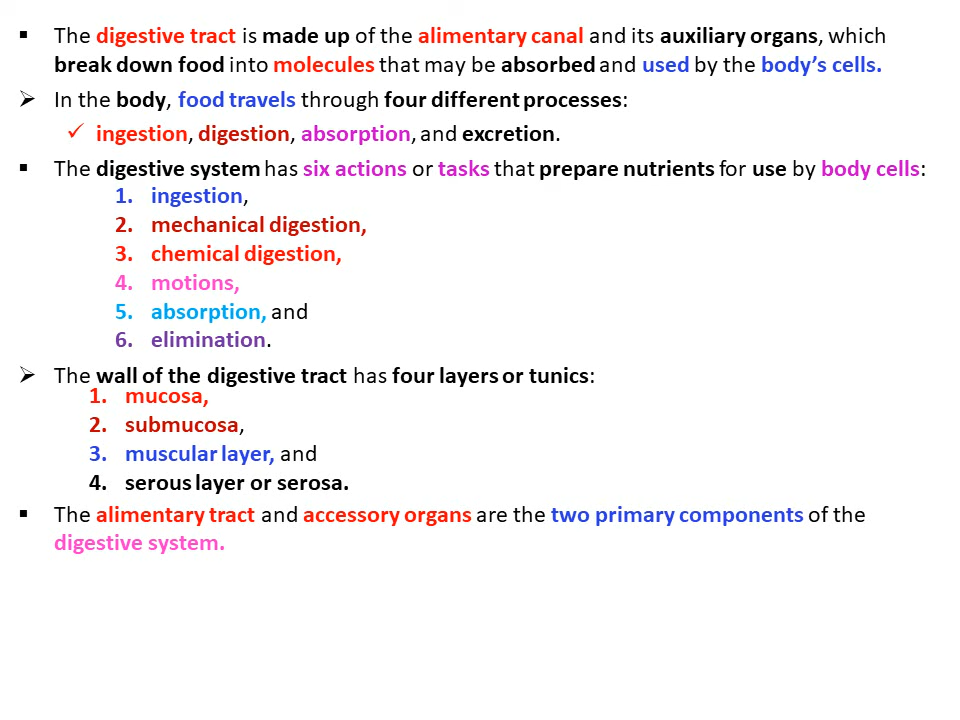 ▪ The digestive tract is made up of the alimentary canal and its auxiliary organs, which
break down food into molecules that may be absorbed and used by the body’s cells.
➢ In the body, food travels through four different processes:
✓ ingestion, digestion, absorption, and excretion.
▪ The digestive system has six actions or tasks that prepare nutrients for use by body cells:
1. ingestion,
2. mechanical digestion,
3. chemical digestion,
4. motions,
5. absorption, and
6. elimination.
➢ The wall of the digestive tract has four layers or tunics:
1. mucosa,
2. submucosa,
3. muscular layer, and
4. serous layer or serosa.
▪ The alimentary tract and accessory organs are the two primary components of the
digestive system.